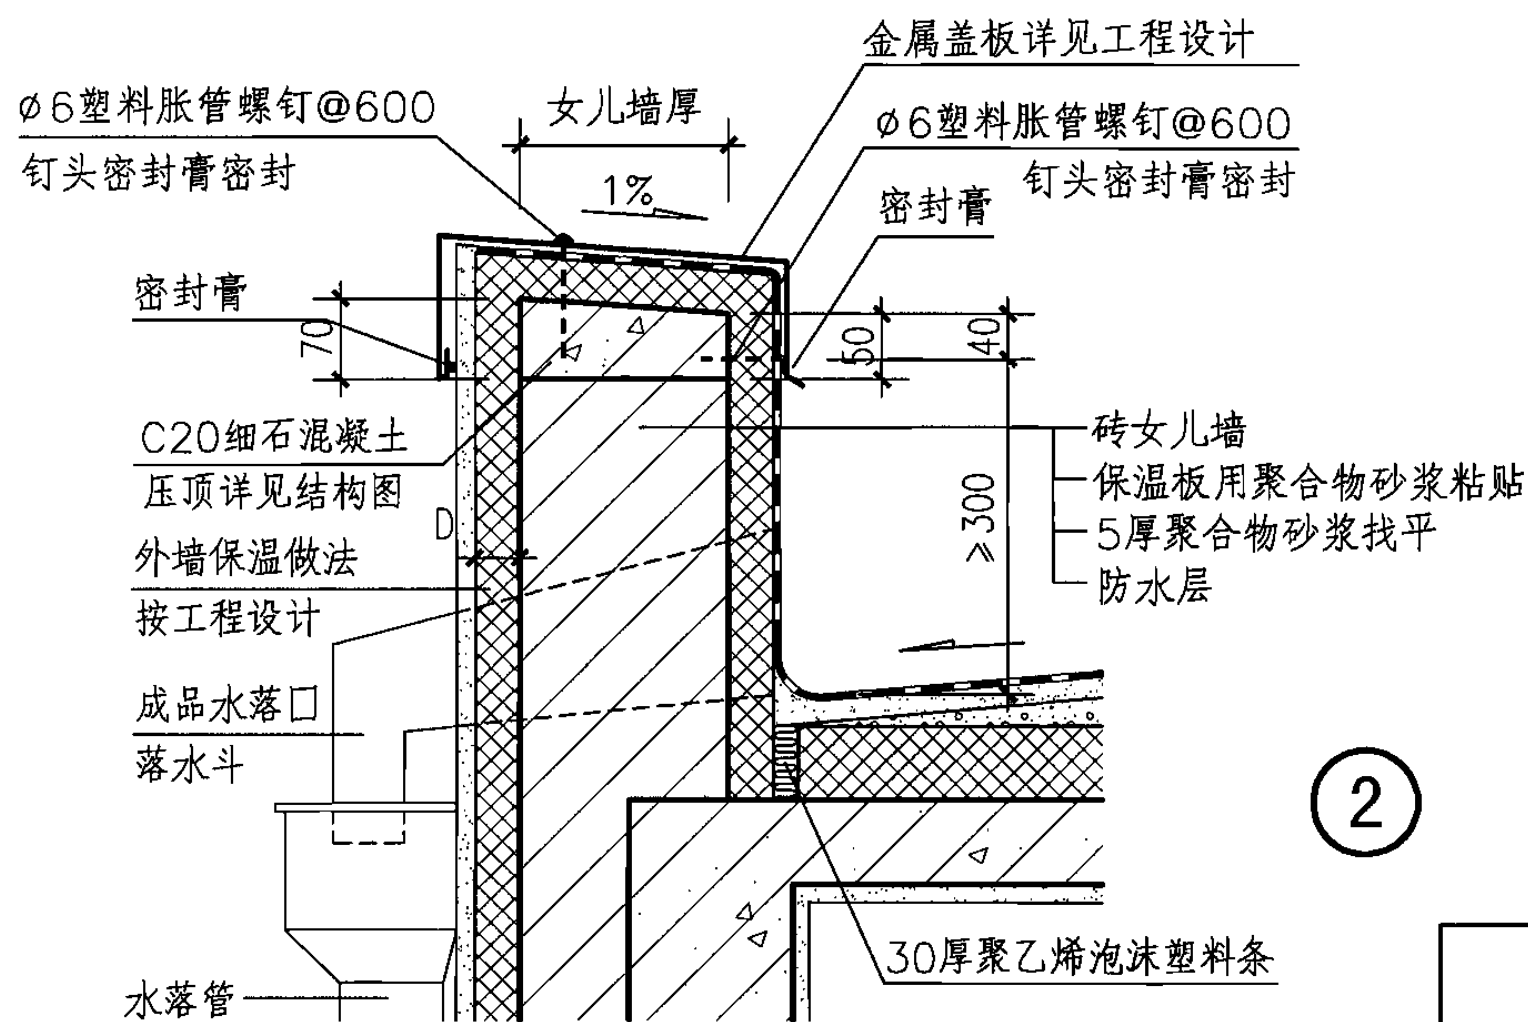 金属盖板详见工程设计
ø6塑料胀管螺钉@600
钉头密封膏密封
女儿墙厚
ø6塑料胀管螺钉@600
钉头密封膏密封
1%
密封膏
密封膏
70
50
40
C20细石混凝土
压顶详见结构图
砖女儿墙
保温板用聚合物砂浆粘贴
5厚聚合物砂浆找平
防水层
≥300
D
外墙保温做法
按工程设计
成品水落口
落水斗
2
30厚聚乙烯泡沫塑料条
水落管